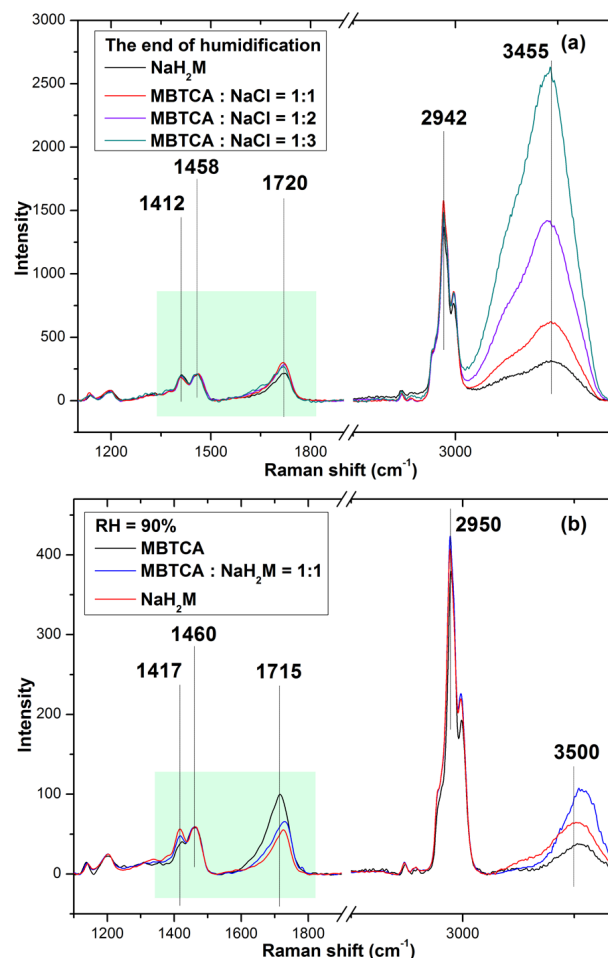 The end of humidification
NaH₂M
MBTCA : NaCl = 1:1
MBTCA : NaCl = 1:2
MBTCA : NaCl = 1:3
(a)
3455
2942
1458
1412
1720
Intensity
3000
2500
2000
1500
1000
500
0
1200 1500 1800 3000
Raman shift (cm⁻¹)
RH = 90%
MBTCA
MBTCA : NaH₂M = 1:1
NaH₂M
(b)
2950
1460
1417
1715
3500
Intensity
400
300
200
100
0
1200 1400 1600 1800 3000
Raman shift (cm⁻¹)